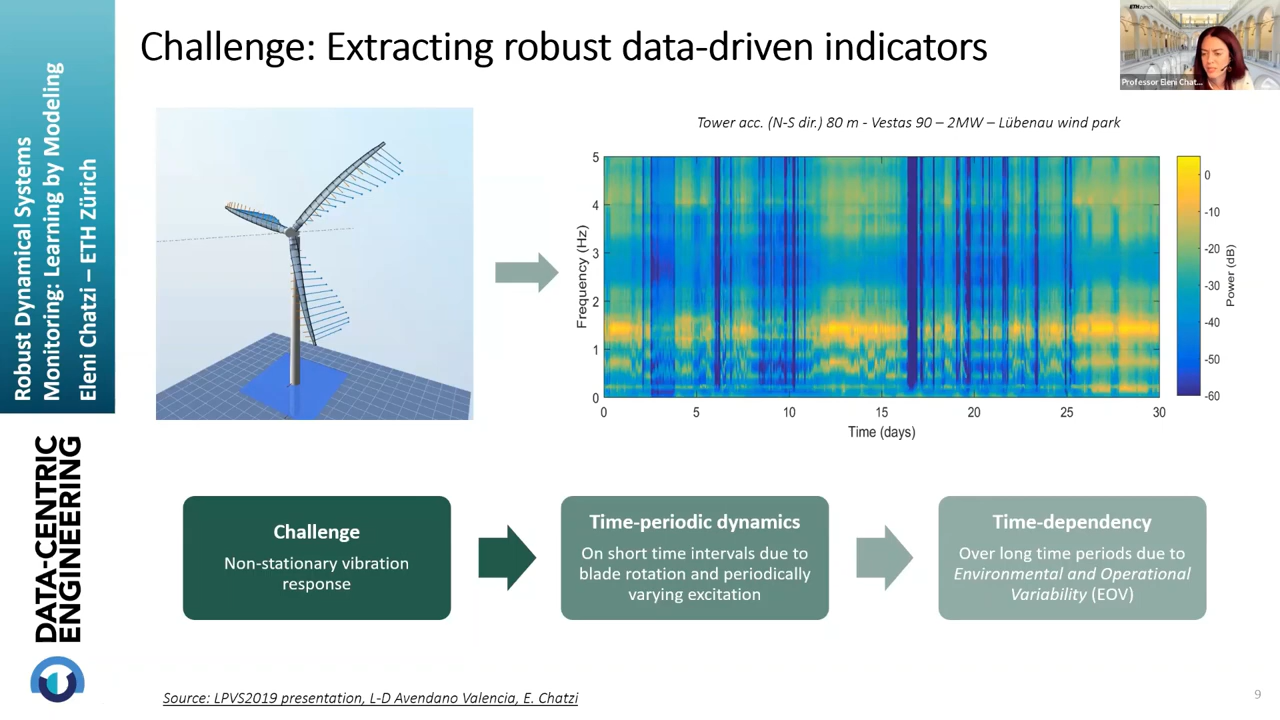 Challenge: Extracting robust data-driven indicators
ETH zürich
Professor Eleni Chat...
Robust Dynamical Systems
Monitoring: Learning by Modeling
Eleni Chatzi – ETH Zürich
DATA-CENTRIC
ENGINEERING
Tower acc. (N-S dir.) 80 m - Vestas 90 – 2MW – Lübenau wind park
Frequency (Hz)
5
4
3
2
1
0
0 5 10 15 20 25 30
Time (days)
0
-10
-20
-30
-40
-50
-60
Power (dB)
Challenge
Non-stationary vibration
response
Time-periodic dynamics
On short time intervals due to
blade rotation and periodically
varying excitation
Time-dependency
Over long time periods due to
Environmental and Operational
Variability (EOV)
Source: LPVS2019 presentation, L-D Avendano Valencia, E. Chatzi
9